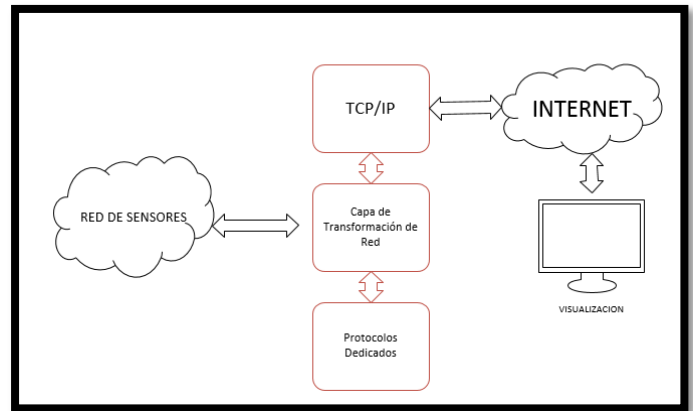 TCP/IP
INTERNET
RED DE SENSORES
Capa de
Transformación de
Red
VISUALIZACION
Protocolos
Dedicados